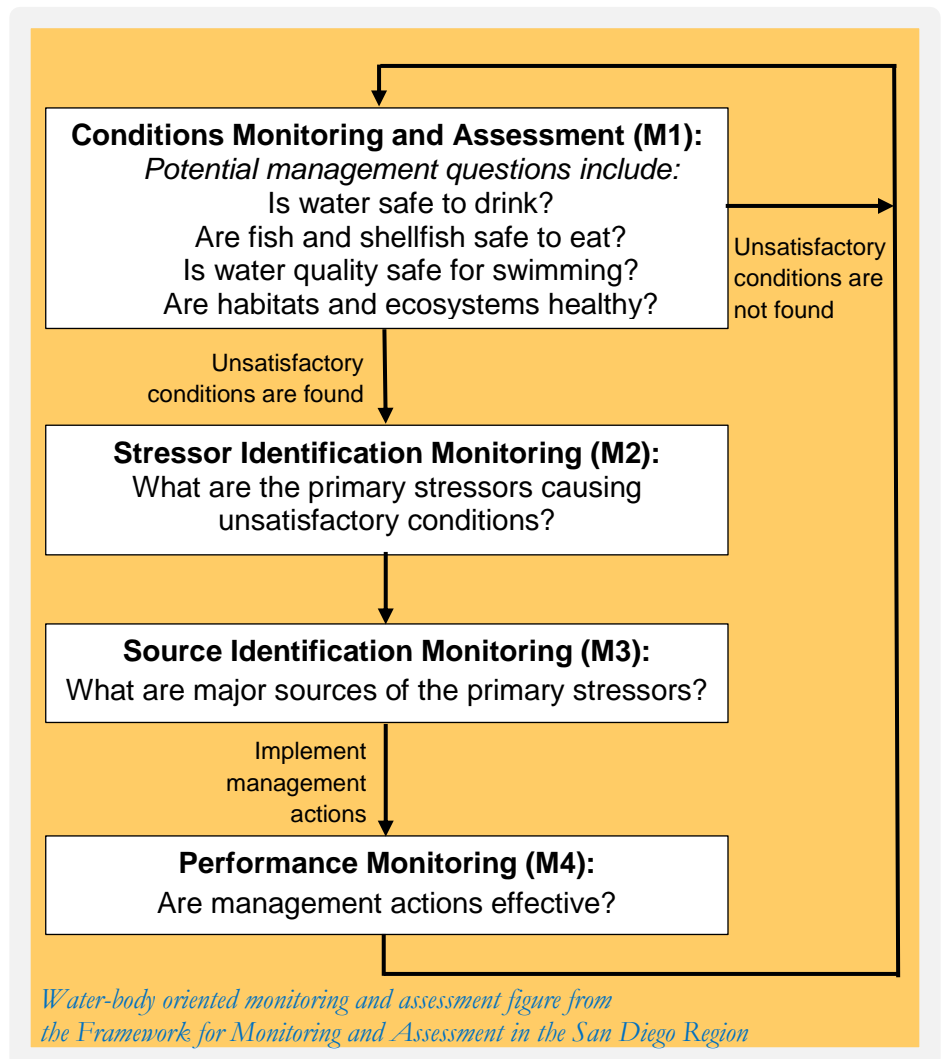 Conditions Monitoring and Assessment (M1):
Potential management questions include:
Is water safe to drink?
Are fish and shellfish safe to eat?
Is water quality safe for swimming?
Are habitats and ecosystems healthy?
Unsatisfactory
conditions are
not found
Unsatisfactory
conditions are found
Stressor Identification Monitoring (M2):
What are the primary stressors causing
unsatisfactory conditions?
Source Identification Monitoring (M3):
What are major sources of the primary stressors?
Implement
management
actions
Performance Monitoring (M4):
Are management actions effective?
Water-body oriented monitoring and assessment figure from
the Framework for Monitoring and Assessment in the San Diego Region